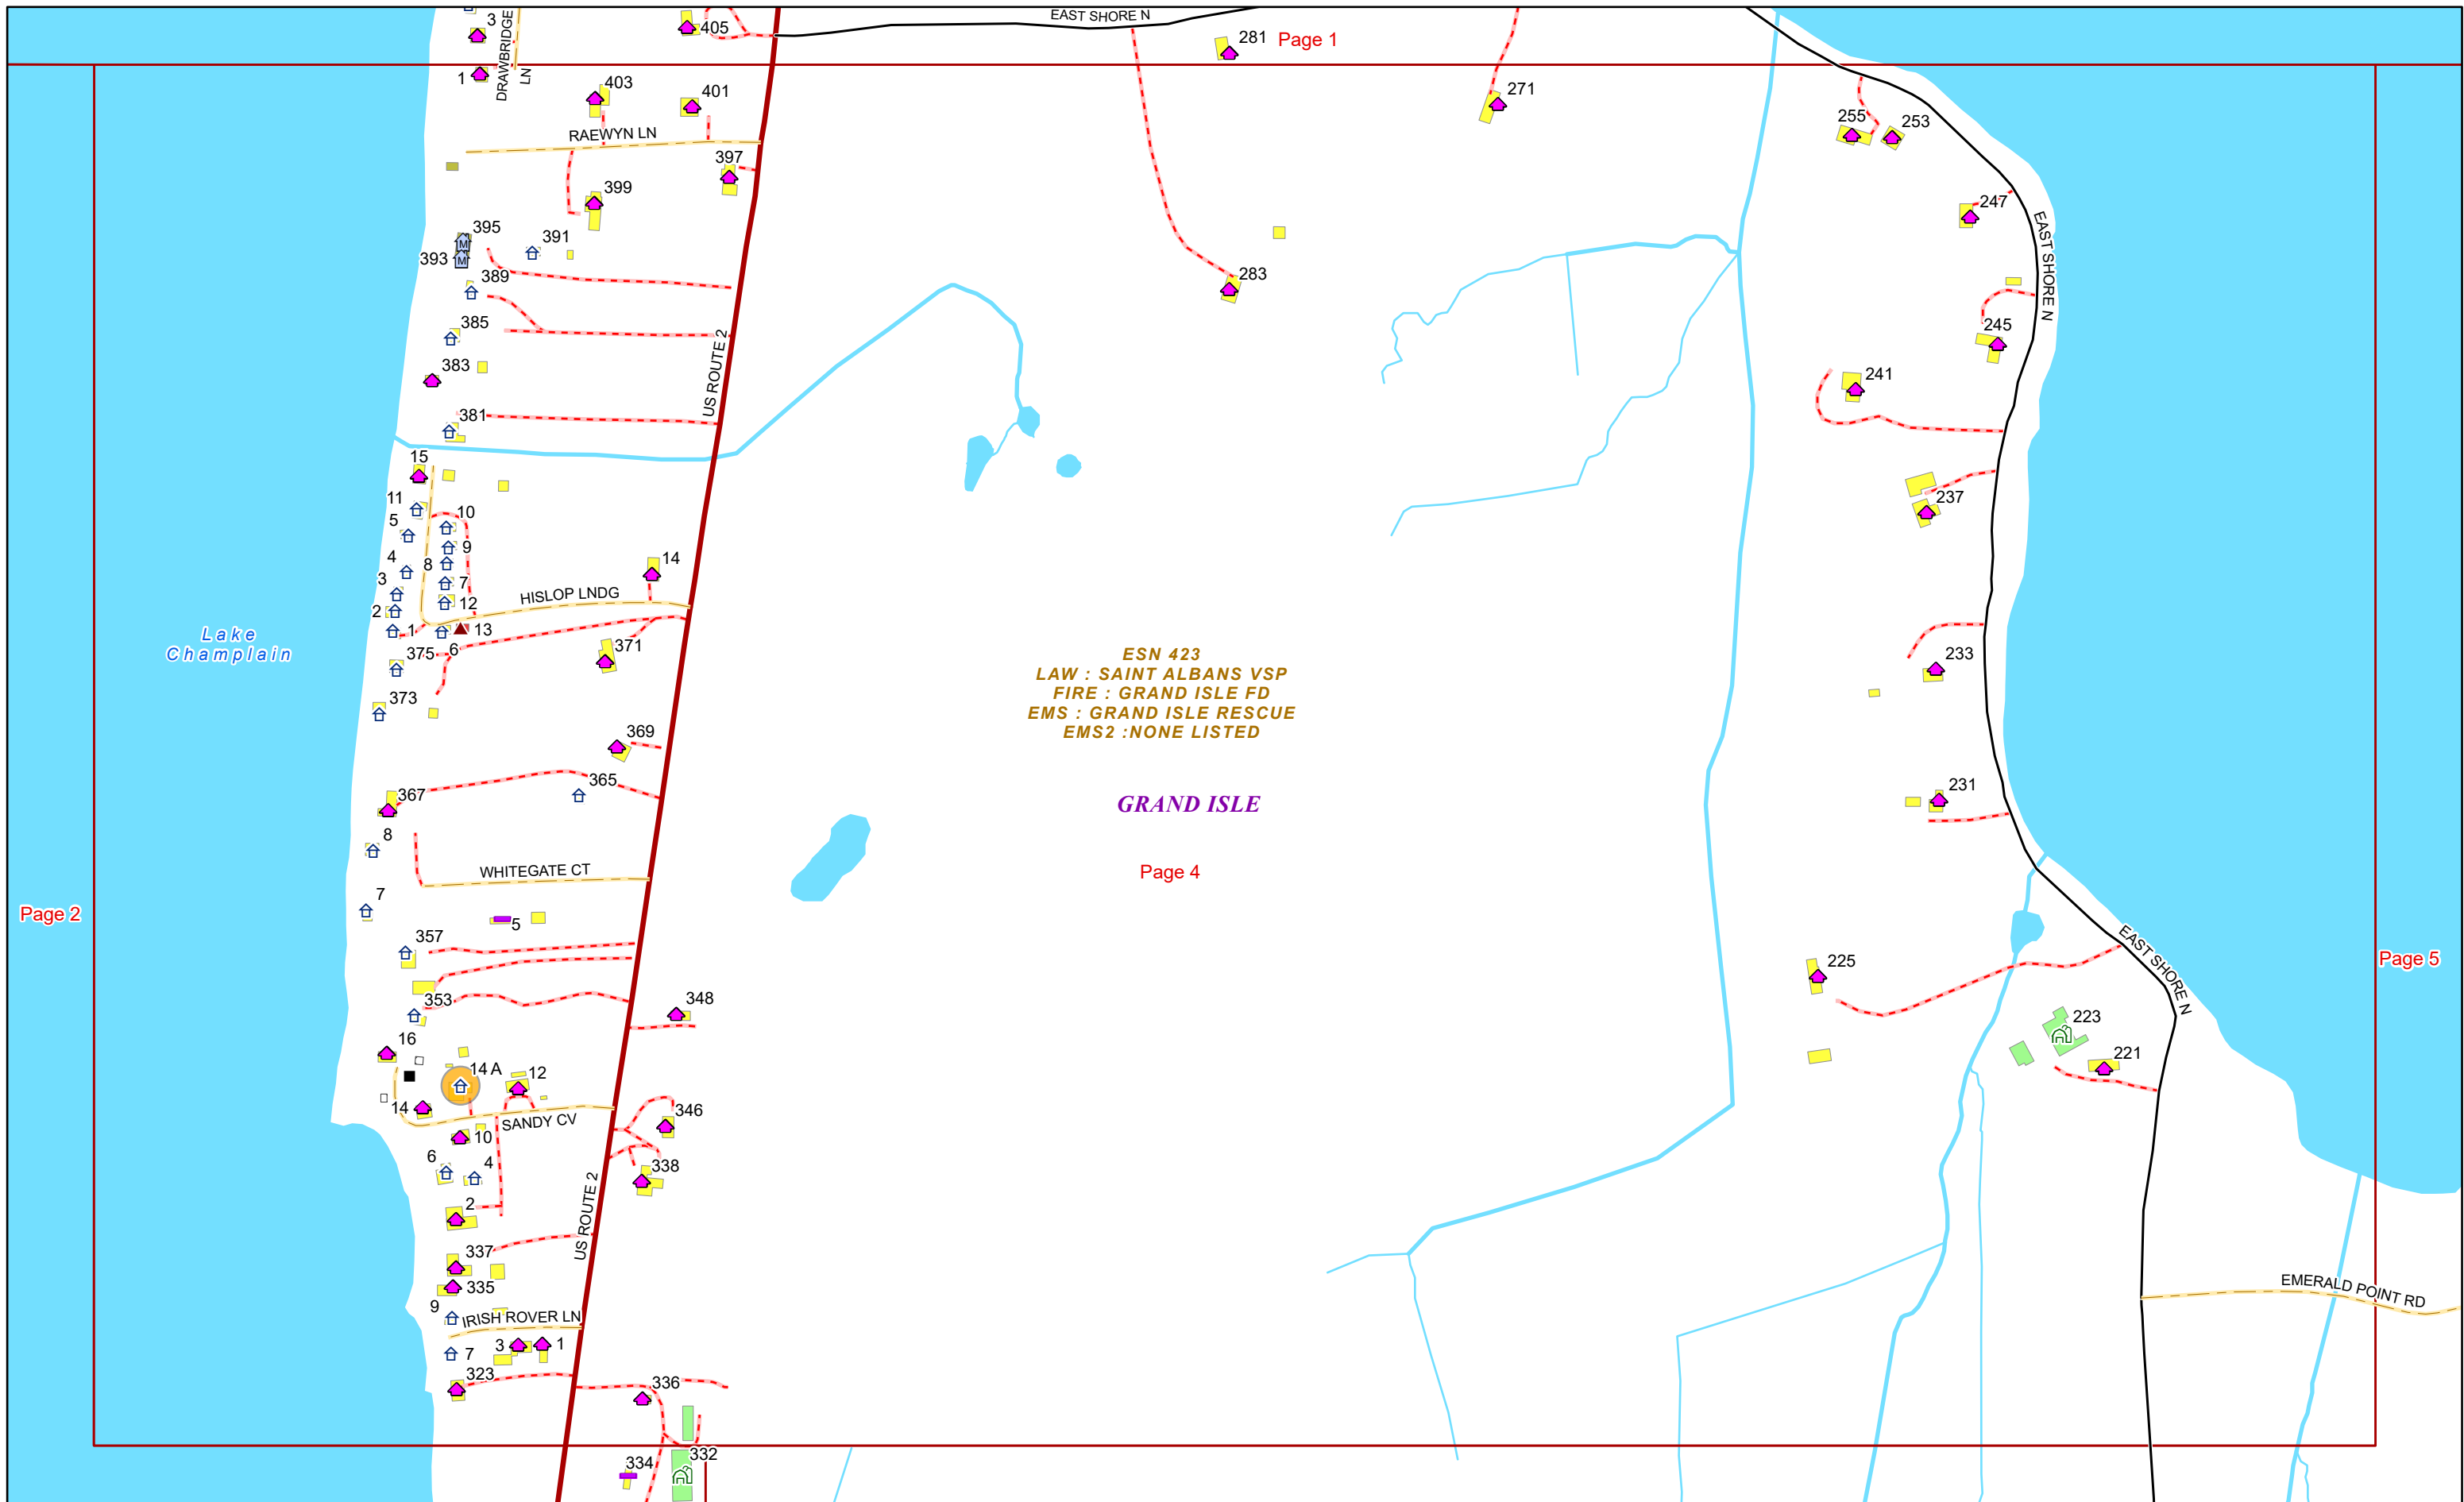 EAST SHORE N
3
405
281
Page 1
DRAWBRIDGE
LN
1
403
401
271
255
253
RAEWYN LN
397
399
247
395
391
393
389
283
EAST SHORE N
385
245
US ROUTE 2
383
241
381
15
11
10
237
5
9
4
8
14
3
7
HISLOP LNDG
2
12
1
13
Lake
Champlain
6
375
371
ESN 423
LAW : SAINT ALBANS VSP
FIRE : GRAND ISLE FD
EMS : GRAND ISLE RESCUE
EMS2 :NONE LISTED
233
373
369
365
367
GRAND ISLE
231
8
WHITEGATE CT
Page 4
7
Page 2
5
357
EAST SHORE N
Page 5
225
353
348
223
16
14 A
12
221
14
SANDY CV
346
10
6
4
338
2
US ROUTE 2
337
335
EMERALD POINT RD
9
IRISH ROVER LN
3
1
7
323
336
332
334
M
M